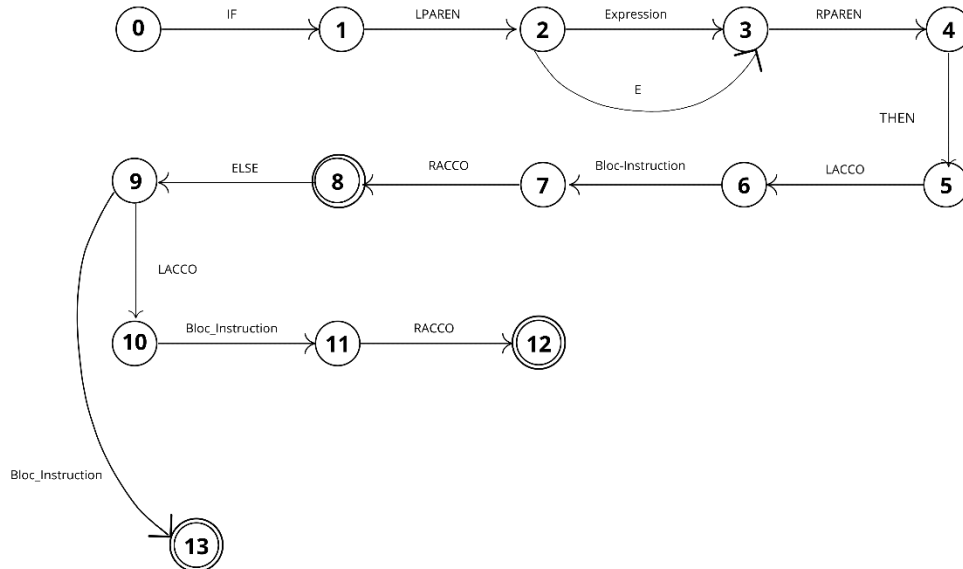 IF LPAREN Expression RPAREN
0 1 2 3 4
E
THEN
ELSE RACCO Bloc-Instruction LACCO
9 8 7 6 5
LACCO
Bloc_Instruction RACCO
10 11 12
Bloc_Instruction
13